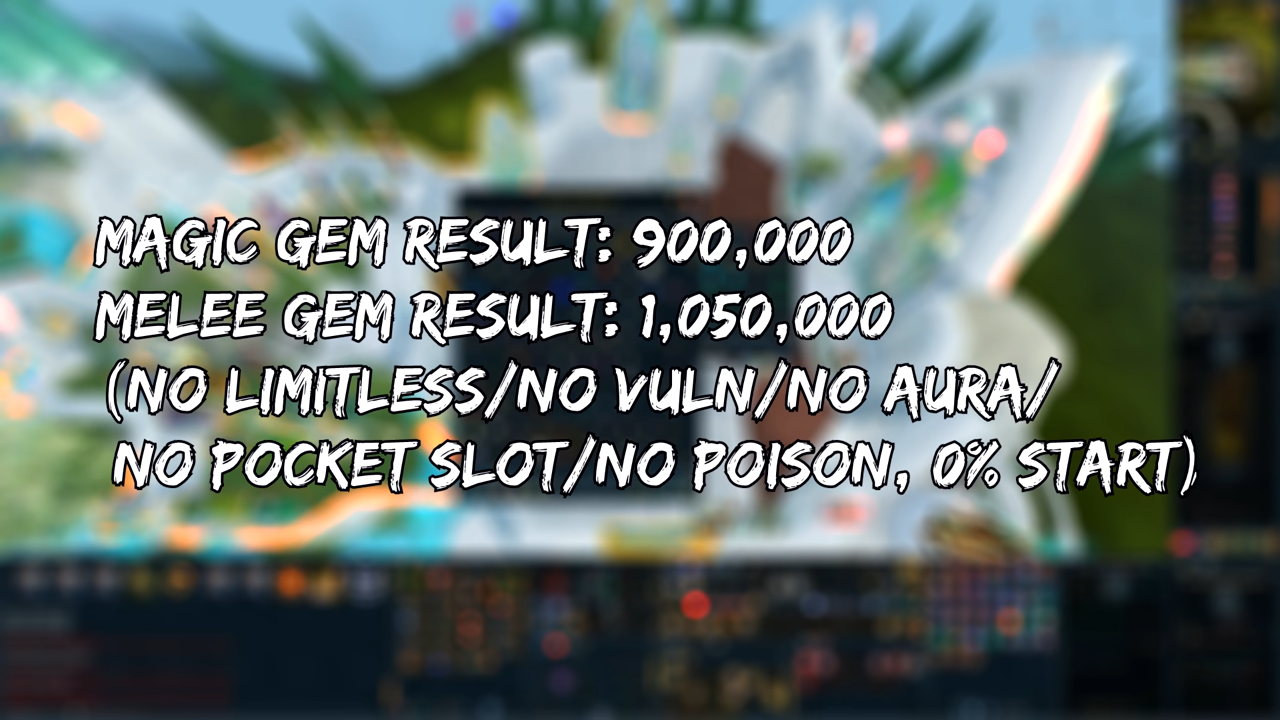 MAGIC GEM RESULT: 900,000
MELEE GEM RESULT: 1,050,000
(NO LIMITLESS/NO VULN/NO AURA/
NO POCKET SLOT/NO POISON, 0% START)